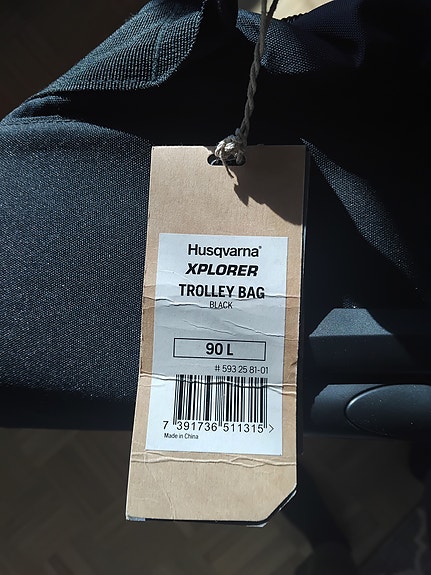 Husqvarna®
XPLORER
TROLLEY BAG
BLACK
90 L
# 593 25 81-01
7 391736 511315 >
Made in China